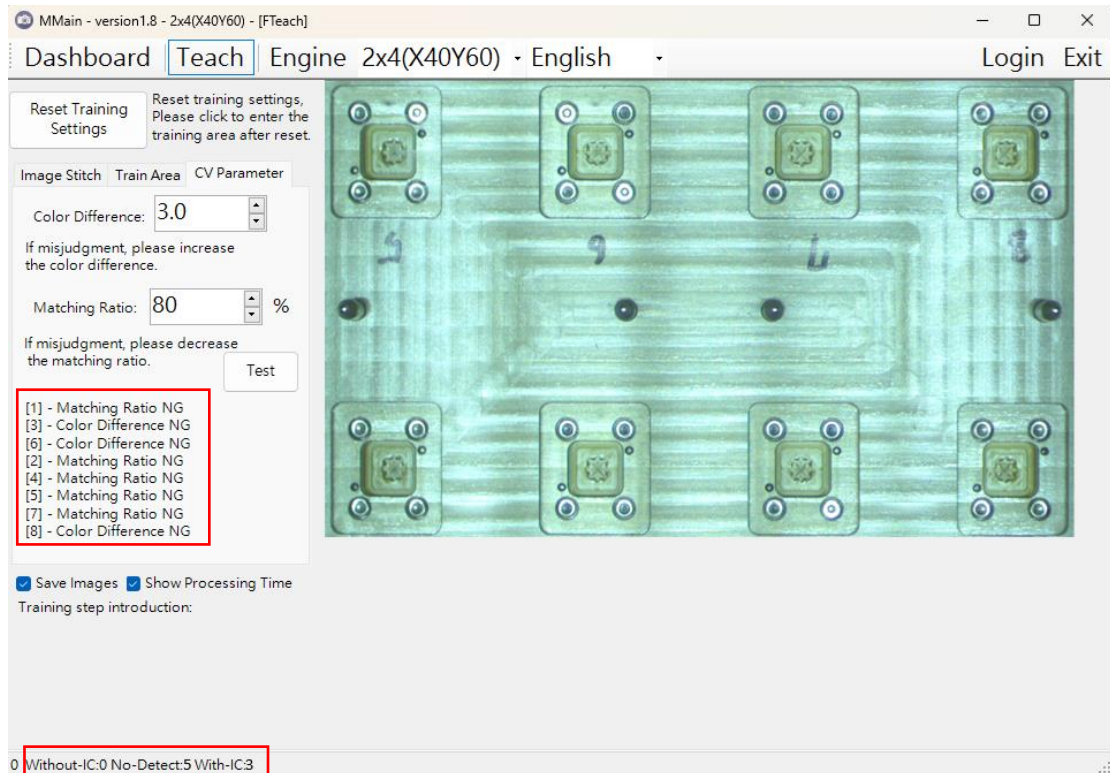 MMain - version1.8 - 2x4(X40Y60) - [FTeach]
Dashboard Teach Engine 2x4(X40Y60) English Login Exit
Reset Training
Settings
Reset training settings,
Please click to enter the
training area after reset.
Image Stitch Train Area CV Parameter
Color Difference: 3.0
If misjudgment, please increase
the color difference.
Matching Ratio: 80 %
If misjudgment, please decrease
the matching ratio.
Test
[1] - Matching Ratio NG
[3] - Color Difference NG
[6] - Color Difference NG
[2] - Matching Ratio NG
[4] - Matching Ratio NG
[5] - Matching Ratio NG
[7] - Matching Ratio NG
[8] - Color Difference NG
Save Images Show Processing Time
Training step introduction:
0 Without-IC:0 No-Detect:5 With-IC:3